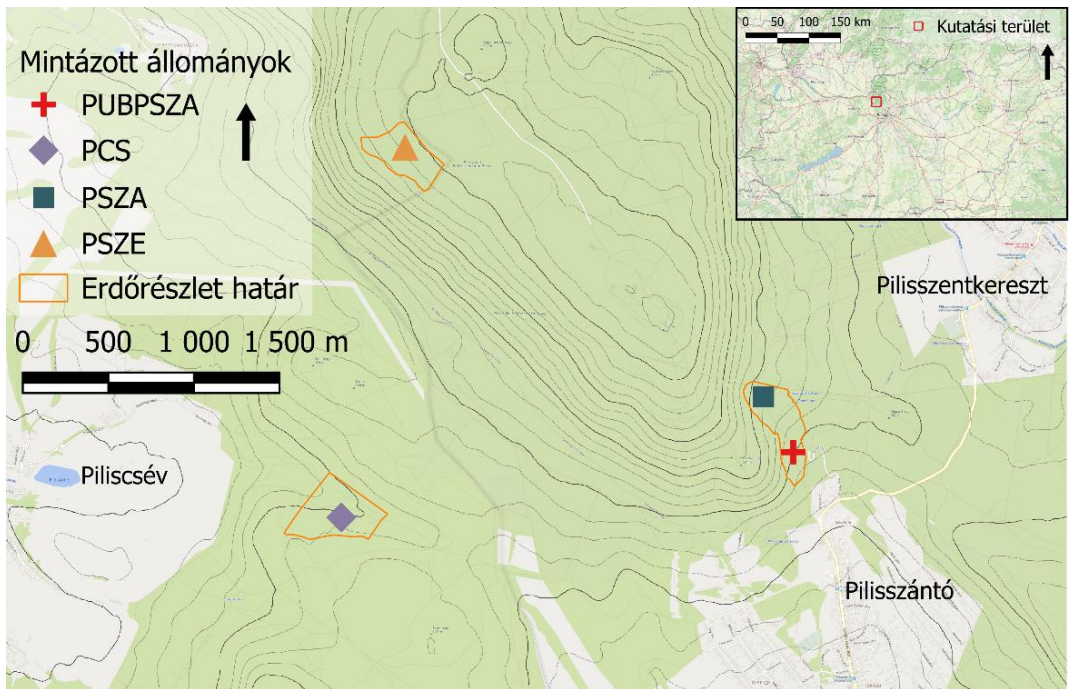 Mintázott állományok
PUBPSZA
PCS
PSZA
PSZE
Erdőrészlet határ
0 500 1 000 1 500 m
0 50 100 150 km
Kutatási terület
Pilisszentkereszt
Piliscsév
Pilisszántó